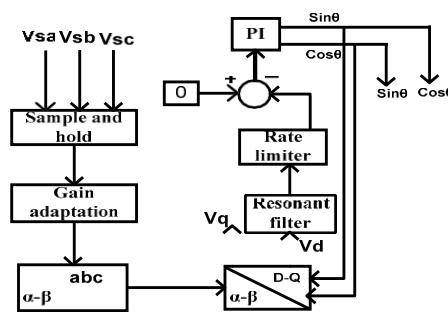 Vsa Vsb Vsc
Sample and hold
Gain adaptation
abc
α-β
PI
Sinθ
Cosθ
Sinθ
Cosθ
+
−
0
Rate limiter
Resonant filter
Vq
Vd
D-Q
α-β